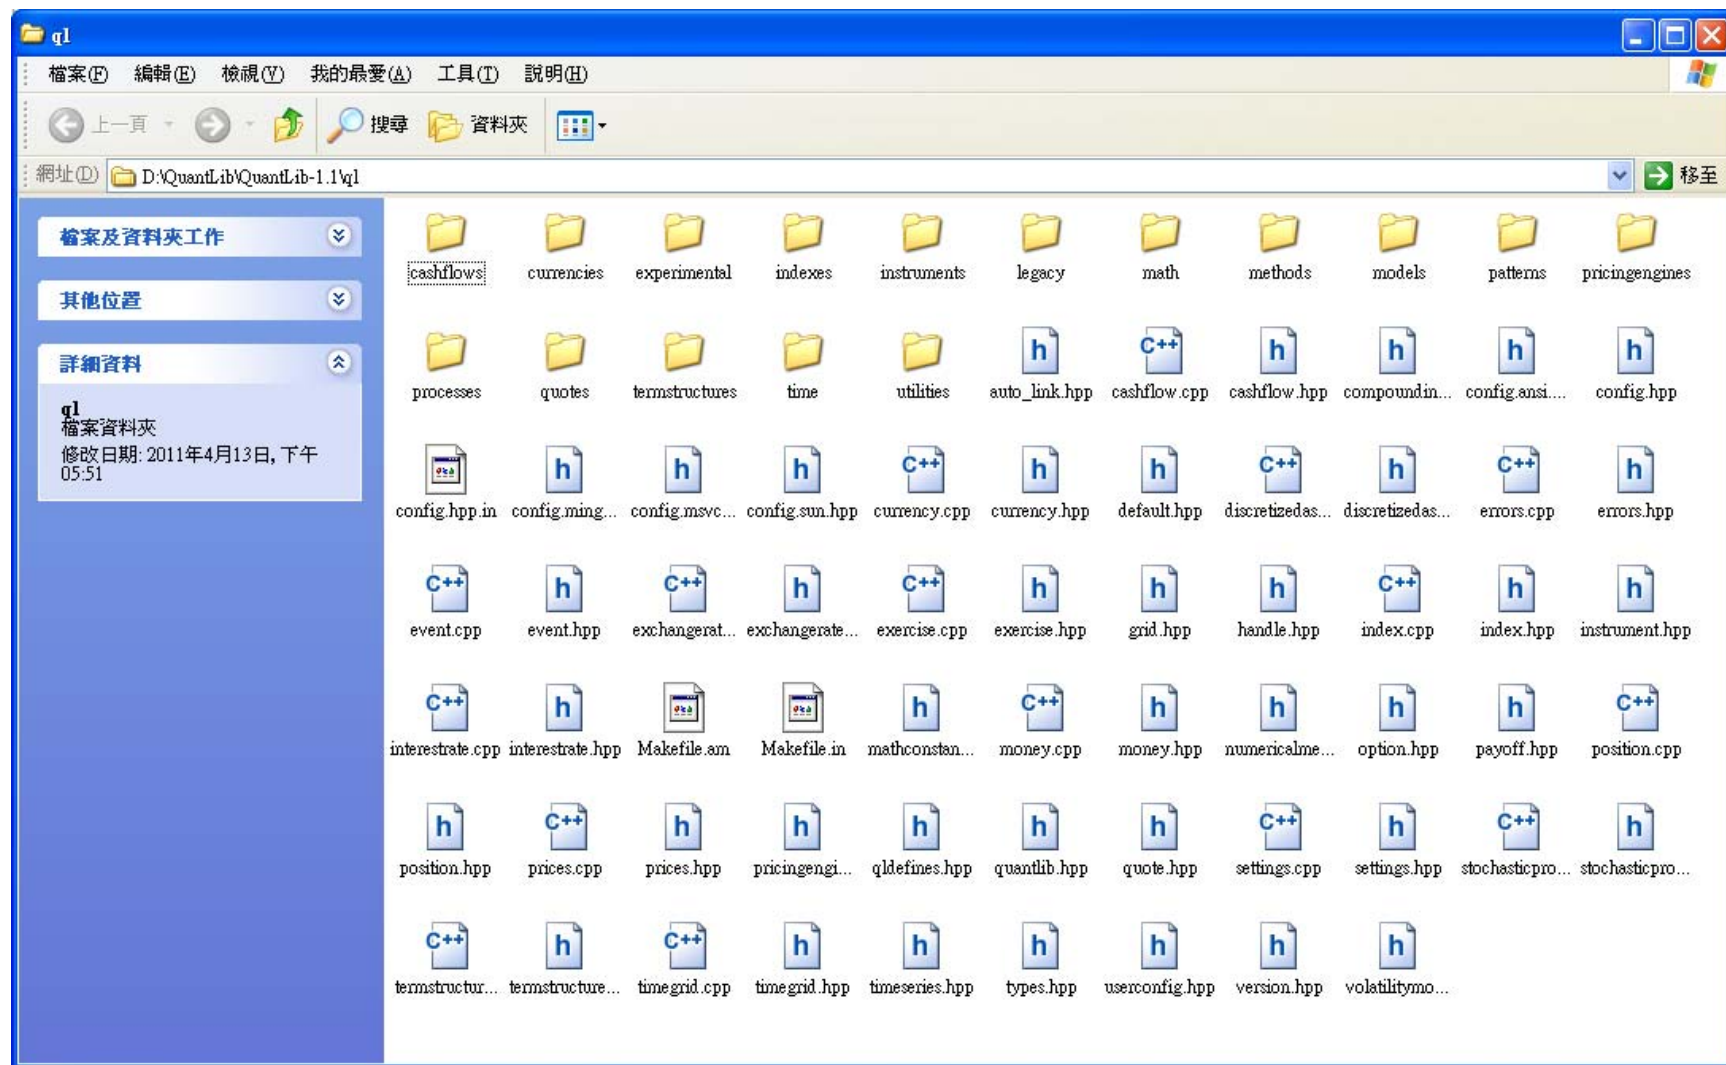 ql
檔案(F) 編輯(E) 檢視(V) 我的最愛(A) 工具(T) 說明(H)
上一頁 搜尋 資料夾
網址(D) D:\QuantLib\QuantLib-1.1\ql 移至
檔案及資料夾工作
其他位置
詳細資料
ql
檔案資料夾
修改日期: 2011年4月13日, 下午
05:51
cashflows currencies experimental indexes instruments legacy math methods models patterns pricingengines
processes quotes termstructures time utilities auto_link.hpp cashflow.cpp cashflow.hpp compoundin... config.ansi.... config.hpp
config.hpp.in config.ming... config.msvc... config.sun.hpp currency.cpp currency.hpp default.hpp discretizedas... discretizedas... errors.cpp errors.hpp
event.cpp event.hpp exchangerat... exchangerate... exercise.cpp exercise.hpp grid.hpp handle.hpp index.cpp index.hpp instrument.hpp
interestrate.cpp interestrate.hpp Makefile.am Makefile.in mathconstan... money.cpp money.hpp numericalme... option.hpp payoff.hpp position.cpp
position.hpp prices.cpp prices.hpp pricingengi... qldefines.hpp quantlib.hpp quote.hpp settings.cpp settings.hpp stochasticpro... stochasticpro...
termstructur... termstructure... timegrid.cpp timegrid.hpp timeseries.hpp types.hpp userconfig.hpp version.hpp volatilitymo...